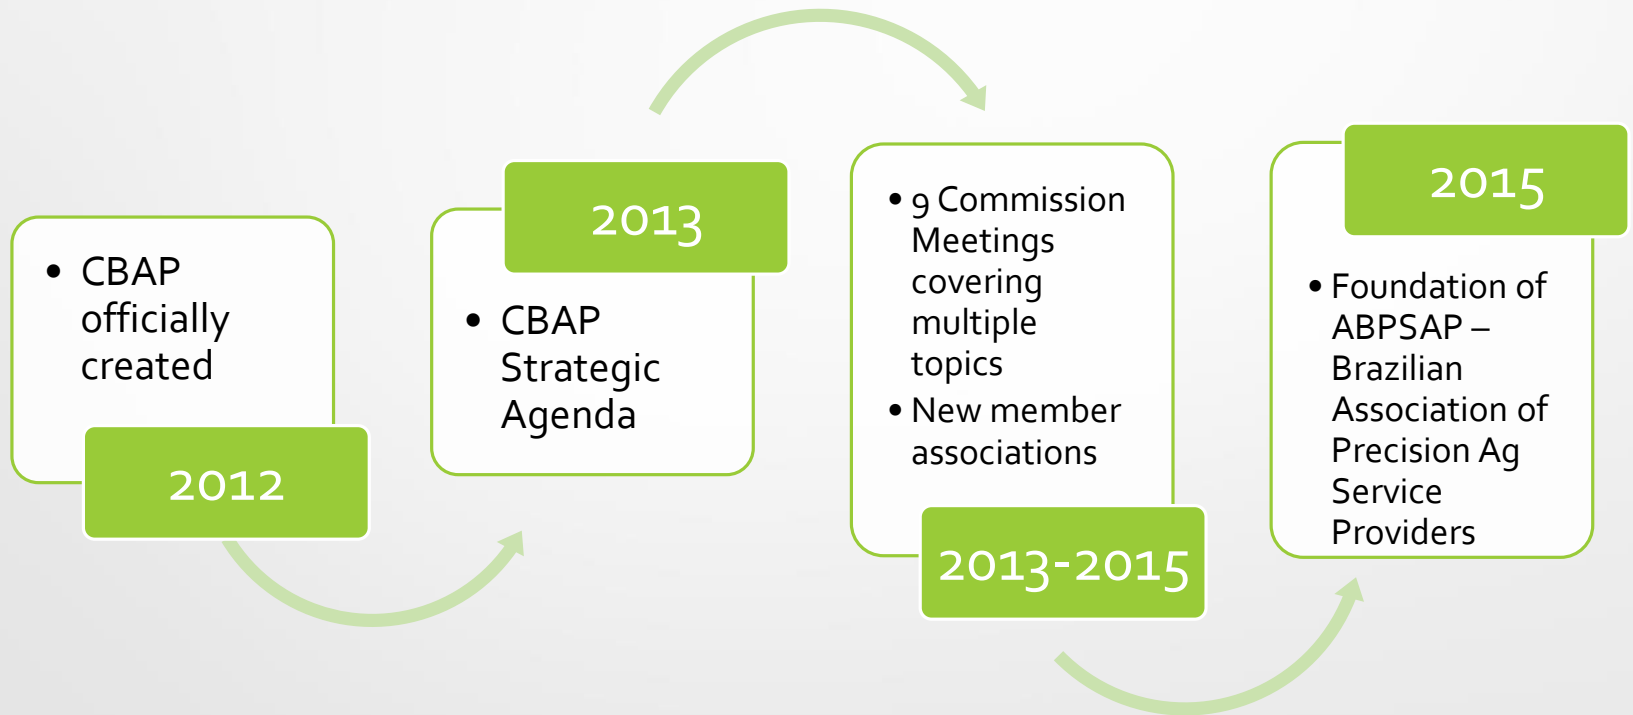 • CBAP
officially
created
2012
2013
• CBAP
Strategic
Agenda
• 9 Commission
Meetings
covering
multiple
topics
• New member
associations
2013-2015
2015
• Foundation of
ABPSAP –
Brazilian
Association of
Precision Ag
Service
Providers